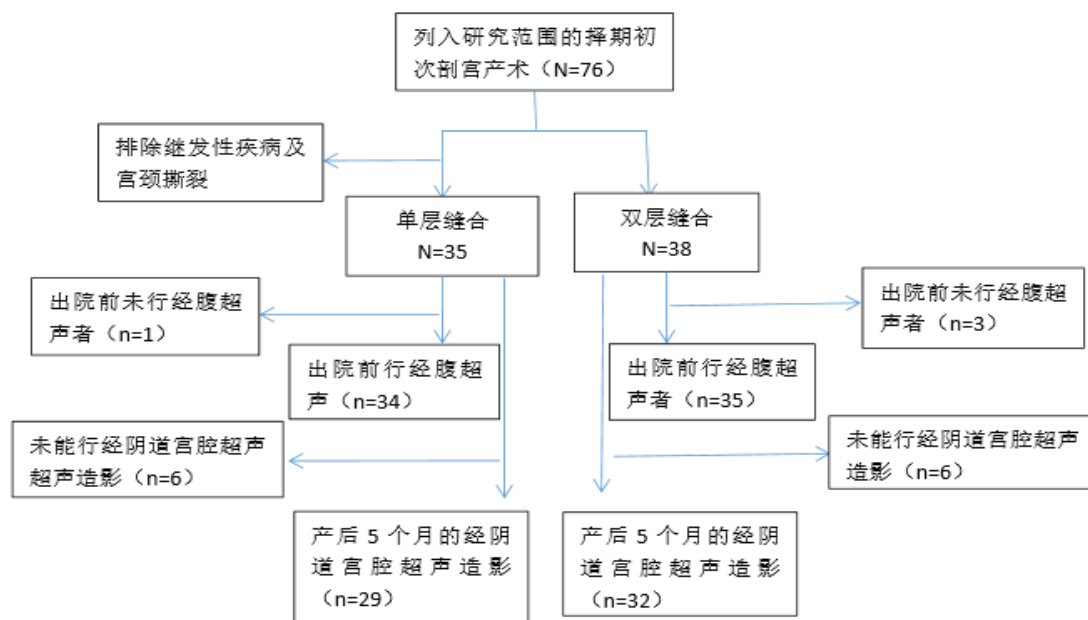 列入研究范围的择期初
次剖宫产术（N=76）
排除继发性疾病及
宫颈撕裂
单层缝合
N=35
双层缝合
N=38
出院前未行经腹超
声者（n=1）
出院前未行经腹超
声者（n=3）
出院前行经腹超
声（n=34）
出院前行经腹超
声者（n=35）
未能行经阴道宫腔超声
超声造影（n=6）
未能行经阴道宫腔超声
造影（n=6）
产后 5 个月的经阴
道宫腔超声造影
（n=29）
产后 5 个月的经阴
道宫腔超声造影
（n=32）